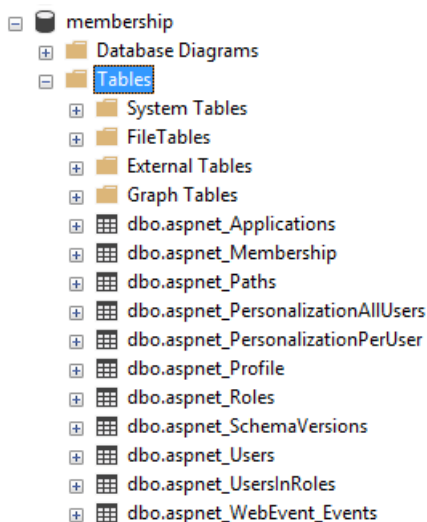 membership
Database Diagrams
Tables
System Tables
FileTables
External Tables
Graph Tables
dbo.aspnet_Applications
dbo.aspnet_Membership
dbo.aspnet_Paths
dbo.aspnet_PersonalizationAllUsers
dbo.aspnet_PersonalizationPerUser
dbo.aspnet_Profile
dbo.aspnet_Roles
dbo.aspnet_SchemaVersions
dbo.aspnet_Users
dbo.aspnet_UsersInRoles
dbo.aspnet_WebEvent_Events